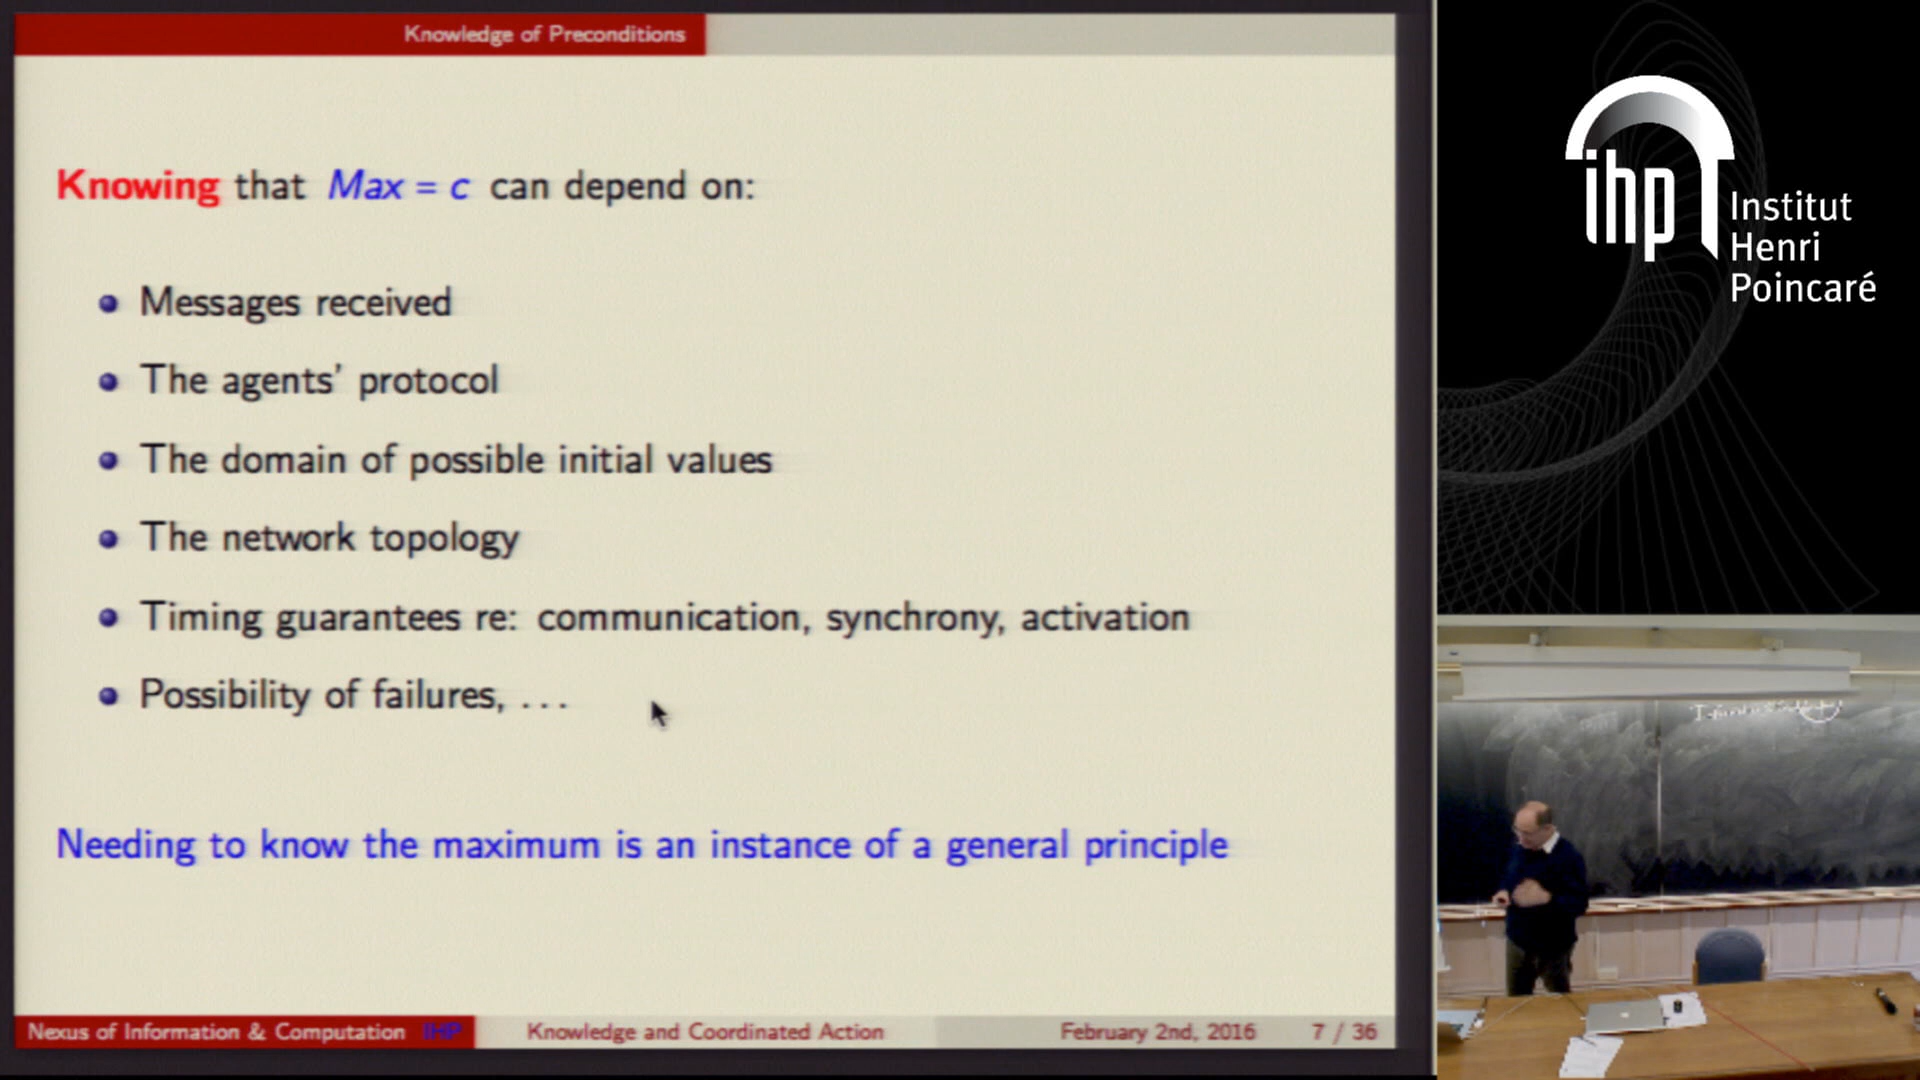 Knowledge of Preconditions
Knowing that Max = c can depend on:
Messages received
The agents' protocol
The domain of possible initial values
The network topology
Timing guarantees re: communication, synchrony, activation
Possibility of failures, ...
Needing to know the maximum is an instance of a general principle
Nexus of Information & Computation IHP Knowledge and Coordinated Action February 2nd, 2016 7 / 36
ihp
Institut
Henri
Poincaré